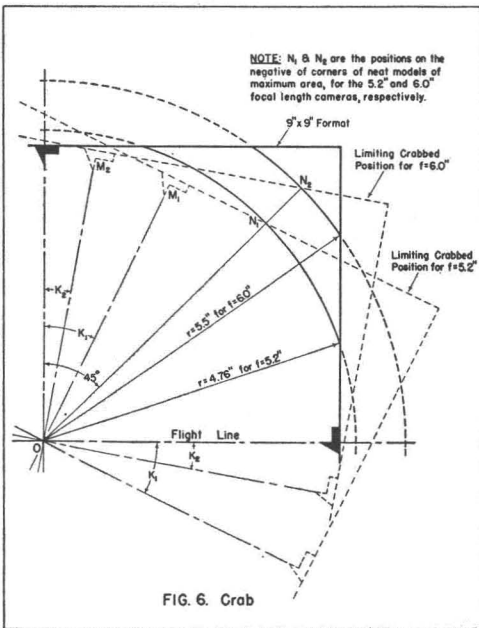 NOTE: N₁ & N₂ are the positions on the
negative of corners of neat models of
maximum area, for the 5.2" and 6.0"
focal length cameras, respectively.
9"x 9" Format
Limiting Crabbed
Position for f=6.0"
M₂
M₁
N₂
N₁
Limiting Crabbed
Position for f=5.2"
K₂
K₁
45°
r=5.5" for f=6.0"
r=4.76" for f=5.2"
O
Flight Line
K₂
K₁
FIG. 6. Crab